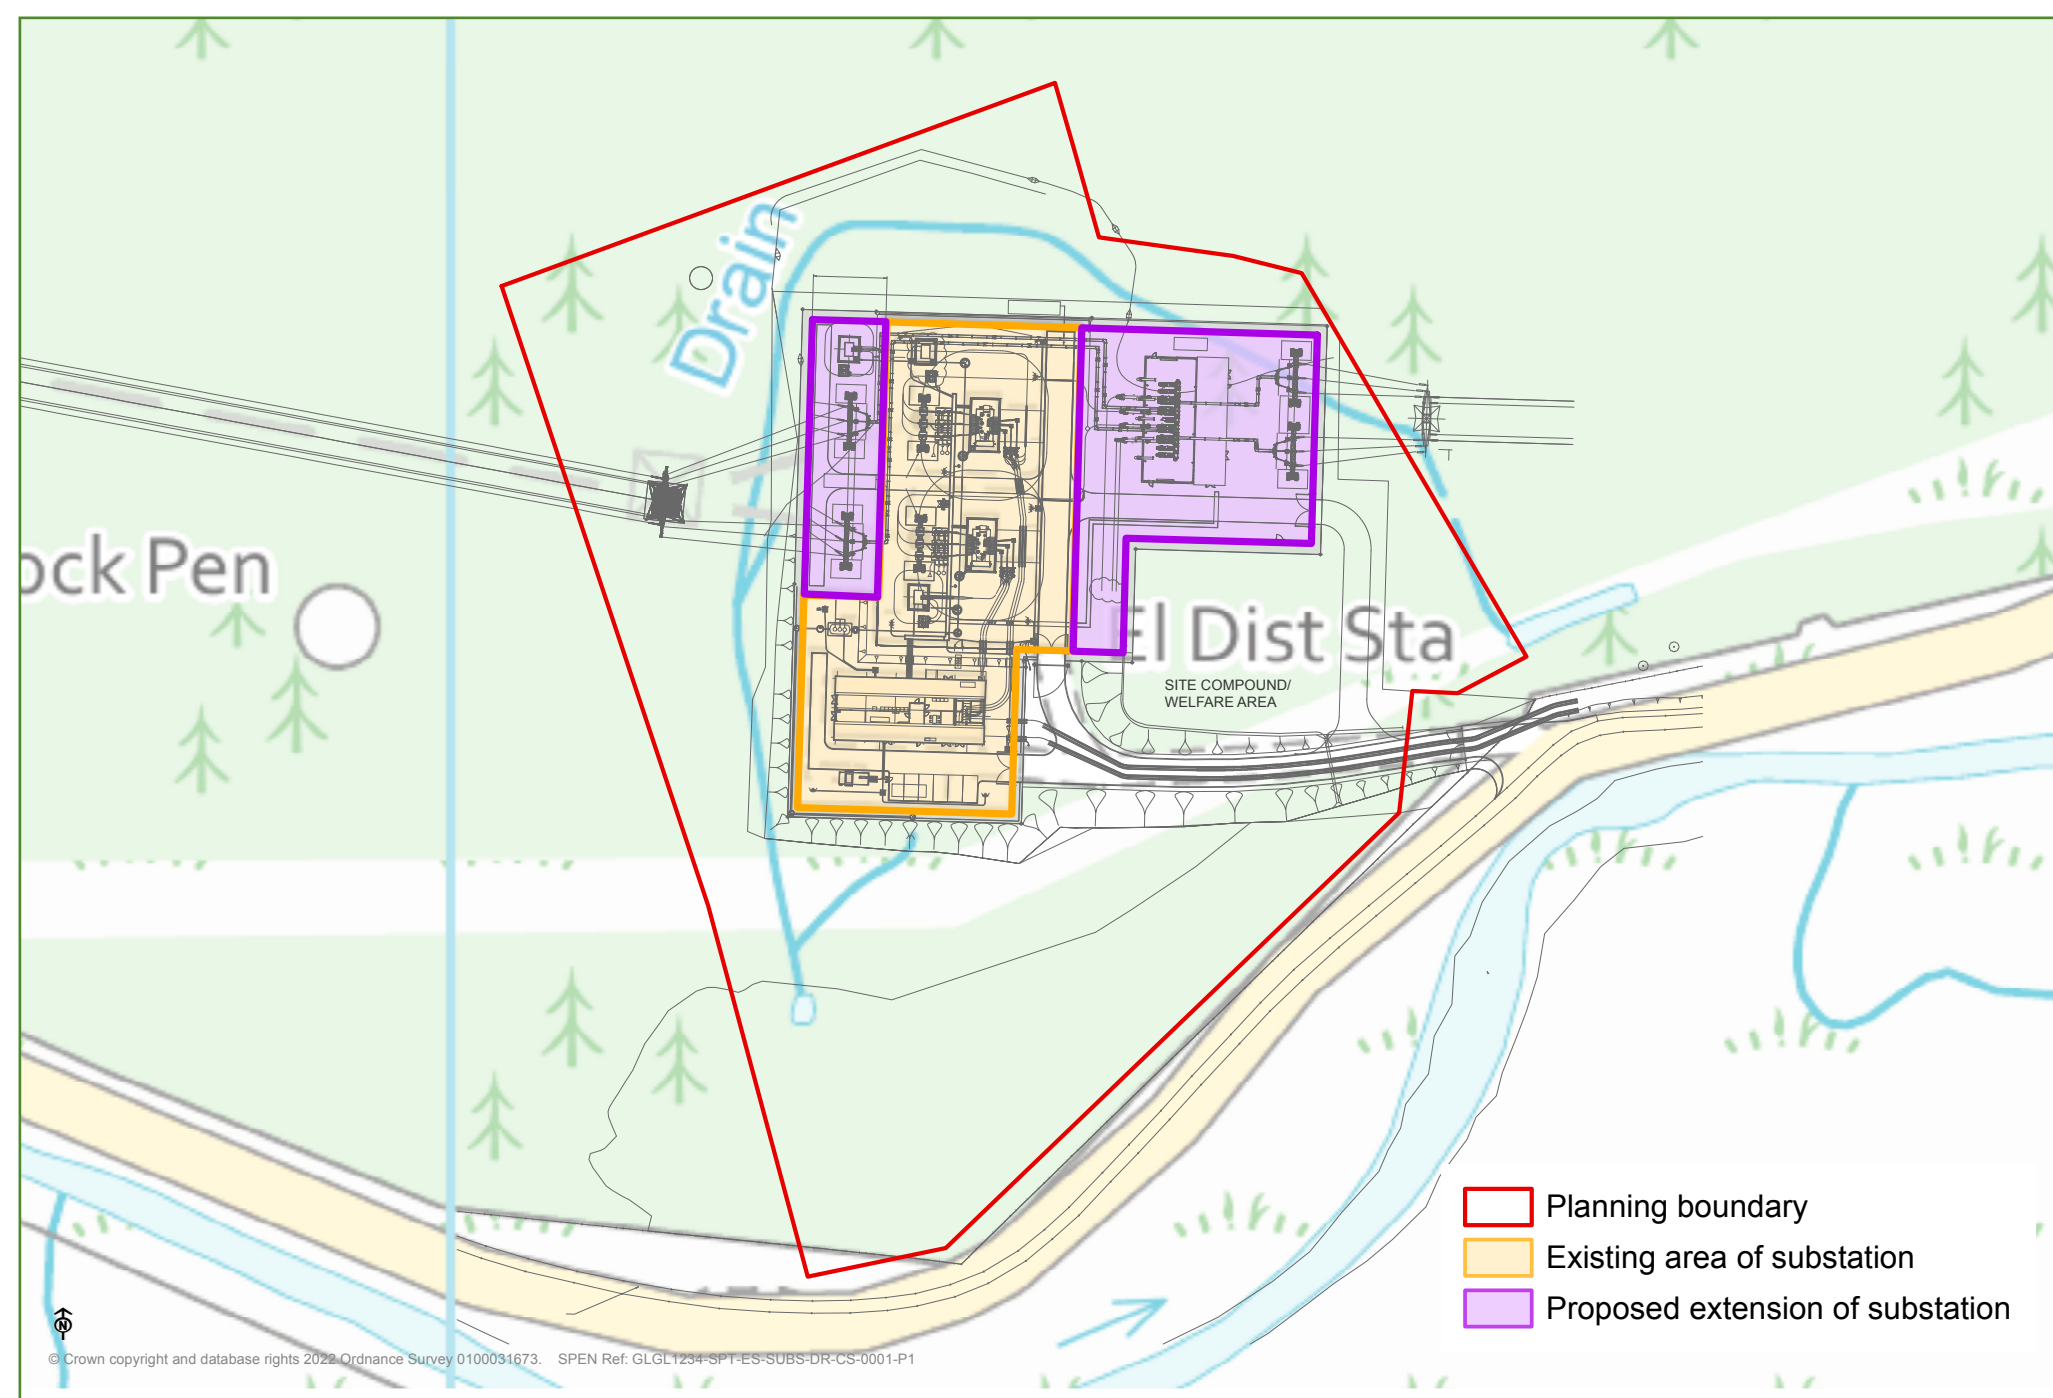 Drain
ock Pen
El Dist Sta
SITE COMPOUND/
WELFARE AREA
Planning boundary
Existing area of substation
Proposed extension of substation
N
© Crown copyright and database rights 2022 Ordnance Survey 0100031673. SPEN Ref: GLGL1234-SPT-ES-SUBS-DR-CS-0001-P1